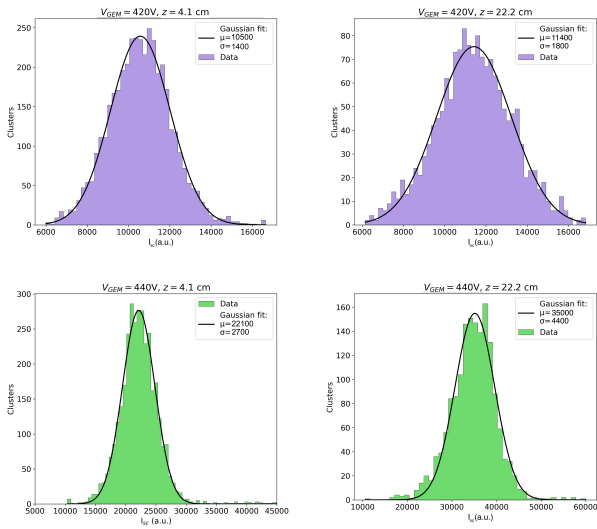 V_GEM = 420V, z = 4.1 cm
Gaussian fit:
μ=10500
σ=1400
Data
Clusters
250
200
150
100
50
0
6000 8000 10000 12000 14000 16000
I_sc(a.u.)
V_GEM = 420V, z = 22.2 cm
Gaussian fit:
μ=11400
σ=1800
Data
Clusters
80
70
60
50
40
30
20
10
0
6000 8000 10000 12000 14000 16000
I_sc(a.u.)
V_GEM = 440V, z = 4.1 cm
Data
Gaussian fit:
μ=22100
σ=2700
Clusters
300
250
200
150
100
50
0
5000 10000 15000 20000 25000 30000 35000 40000 45000
I_SC (a.u.)
V_GEM = 440V, z = 22.2 cm
Gaussian fit:
μ=35000
σ=4400
Data
Clusters
160
140
120
100
80
60
40
20
0
10000 20000 30000 40000 50000 60000
I_sc(a.u.)